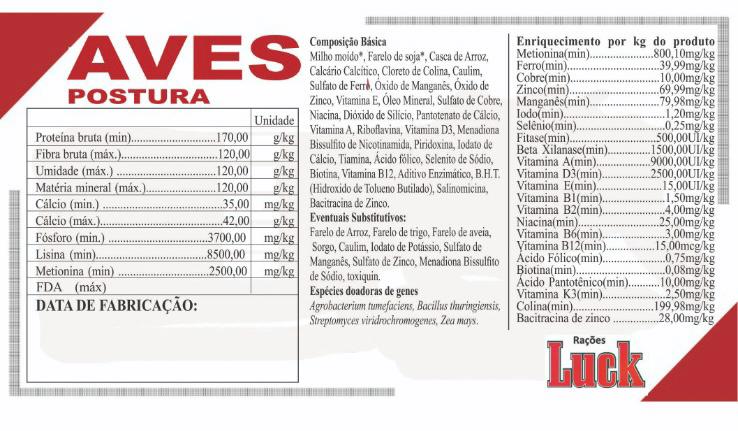 AVES
POSTURA
Unidade
Proteína bruta (min)..................170,00 g/kg
Fibra bruta (máx.)..................120,00 g/kg
Umidade (máx.) ..................120,00 g/kg
Matéria mineral (máx.)..................120,00 g/kg
Cálcio (min.) .................. 35,00 mg/kg
Cálcio (máx.)..................42,00 g/kg
Fósforo (min.) ..................3700,00 mg/kg
Lisina (min) ..................8500,00 mg/kg
Metionina (min) ..................2500,00 mg/kg
FDA (máx)
DATA DE FABRICAÇÃO:
Composição Básica
Milho moído*, Farelo de soja*, Casca de Arroz,
Calcário Calcítico, Cloreto de Colina, Caulim,
Sulfato de Ferro, Óxido de Manganês, Óxido de
Zinco, Vitamina E, Óleo Mineral, Sulfato de Cobre,
Niacina, Dióxido de Silício, Pantotenato de Cálcio,
Vitamina A, Riboflavina, Vitamina D3, Menadiona
Bissulfito de Nicotinamida, Piridoxina, Iodato de
Cálcio, Tiamina, Ácido fólico, Selenito de Sódio,
Biotina, Vitamina B12, Aditivo Enzimático, B.H.T.
(Hidroxido de Tolueno Butilado), Salinomicina,
Bacitracina de Zinco.
Eventuais Substitutivos:
Farelo de Arroz, Farelo de trigo, Farelo de aveia,
Sorgo, Caulim, Iodato de Potássio, Sulfato de
Manganês, Sulfato de Zinco, Menadiona Bissulfito
de Sódio, toxiquin.
Espécies doadoras de genes
Agrobacterium tumefaciens, Bacillus thuringiensis,
Streptomyces viridrochromogenes, Zea mays.
Enriquecimento por kg do produto
Metionina(min)..................800,10mg/kg
Ferro(min)..................39,99mg/kg
Cobre(min)..................10,00mg/kg
Zinco(min)..................69,99mg/kg
Manganês(min)..................79,98mg/kg
Iodo(min)..................1,20mg/kg
Selênio(min)..................0,25mg/kg
Fitase(min)..................500,00UI/kg
Beta Xilanase(min)..................1500,00UI/kg
Vitamina A(min)..................9000,00UI/kg
Vitamina D3(min)..................2500,00UI/kg
Vitamina E(min)..................15,00UI/kg
Vitamina B1(min)..................1,50mg/kg
Vitamina B2(min)..................4,00mg/kg
Niacina(min)..................25,00mg/kg
Vitamina B6(min)..................3,00mg/kg
Vitamina B12(min)..................15,00mcg/kg
Ácido Fólico(min)..................0,75mg/kg
Biotina(min)..................0,08mg/kg
Ácido Pantotênico(min)..................10,00mg/kg
Vitamina K3(min)..................2,50mg/kg
Colina(min)..................199,98mg/kg
Bacitracina de zinco ..................28,00mg/kg
Rações
Luck